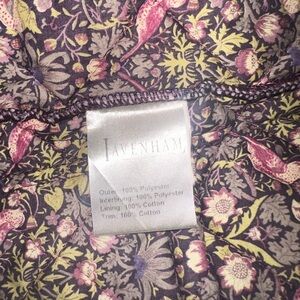 LAVENHAM
Outer: 100% Polyester
Interlining: 100% Polyester
Lining: 100% Cotton
Trim: 100% Cotton